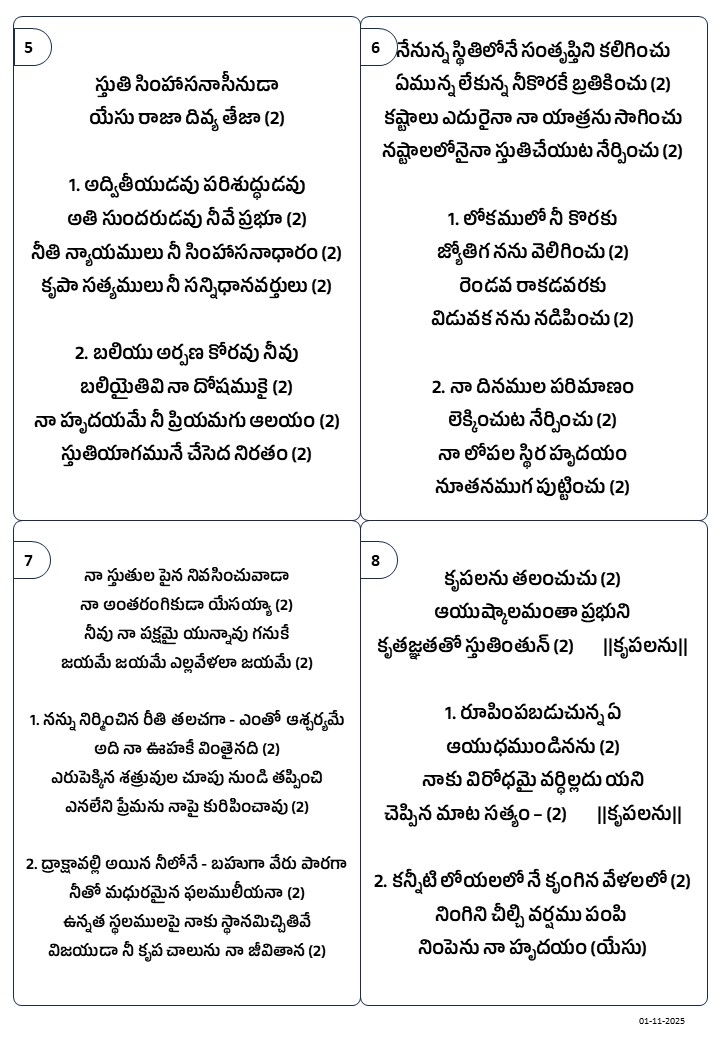 5
స్తుతి సింహాసనాసీనుడా
యేసు రాజా దివ్య తేజా (2)
1. అద్వితీయుడవు పరిశుద్ధుడవు
అతి సుందరుడవు నీవే ప్రభూ (2)
నీతి న్యాయములు నీ సింహాసనాధారం (2)
కృపా సత్యములు నీ సన్నిధానవర్తులు (2)
2. బలియు అర్పణ కోరవు నీవు
బలియైతివి నా దోషముకై (2)
నా హృదయమే నీ ప్రియమగు ఆలయం (2)
స్తుతియాగమునే చేసెద నిరతం (2)
6
నేనున్న స్థితిలోనే సంతృప్తిని కలిగించు
ఏమున్న లేకున్న నీకొరకే బ్రతికించు (2)
కష్టాలు ఎదురైనా నా యాత్రను సాగించు
నష్టాలలోనైనా స్తుతిచేయుట నేర్పించు (2)
1. లోకములో నీ కొరకు
జ్యోతిగ నను వెలిగించు (2)
రెండవ రాకడవరకు
విడువక నను నడిపించు (2)
2. నా దినముల పరిమాణం
లెక్కించుట నేర్పించు (2)
నా లోపల స్థిర హృదయం
నూతనముగ పుట్టించు (2)
7
నా స్తుతుల పైన నివసించువాడా
నా అంతరంగికుడా యేసయ్యా (2)
నీవు నా పక్షమై యున్నావు గనుకే
జయమే జయమే ఎల్లవేళలా జయమే (2)
1. నన్ను నిర్మించిన రీతి తలచగా - ఎంతో ఆశ్చర్యమే
అది నా ఊహకే వింతైనది (2)
ఎరుపెక్కిన శత్రువుల చూపు నుండి తప్పించి
ఎనలేని ప్రేమను నాపై కురిపించావు (2)
2. ద్రాక్షావల్లి అయిన నీలోనే - బహుగా వేరు పారగా
నీతో మధురమైన ఫలములీయనా (2)
ఉన్నత స్థలములపై నాకు స్థానమిచ్చితివే
విజయుడా నీ కృప చాలును నా జీవితాన (2)
8
కృపలను తలంచుచు (2)
ఆయుష్కాలమంతా ప్రభుని
కృతజ్ఞతతో స్తుతింతున్ (2) ||కృపలను||
1. రూపింపబడుచున్న ఏ
ఆయుధముండినను (2)
నాకు విరోధమై వర్ధిల్లదు యని
చెప్పిన మాట సత్యం – (2) ||కృపలను||
2. కన్నీటి లోయలలో నే కృంగిన వేళలలో (2)
నింగిని చీల్చి వర్షము పంపి
నింపెను నా హృదయం (యేసు)
01-11-2025